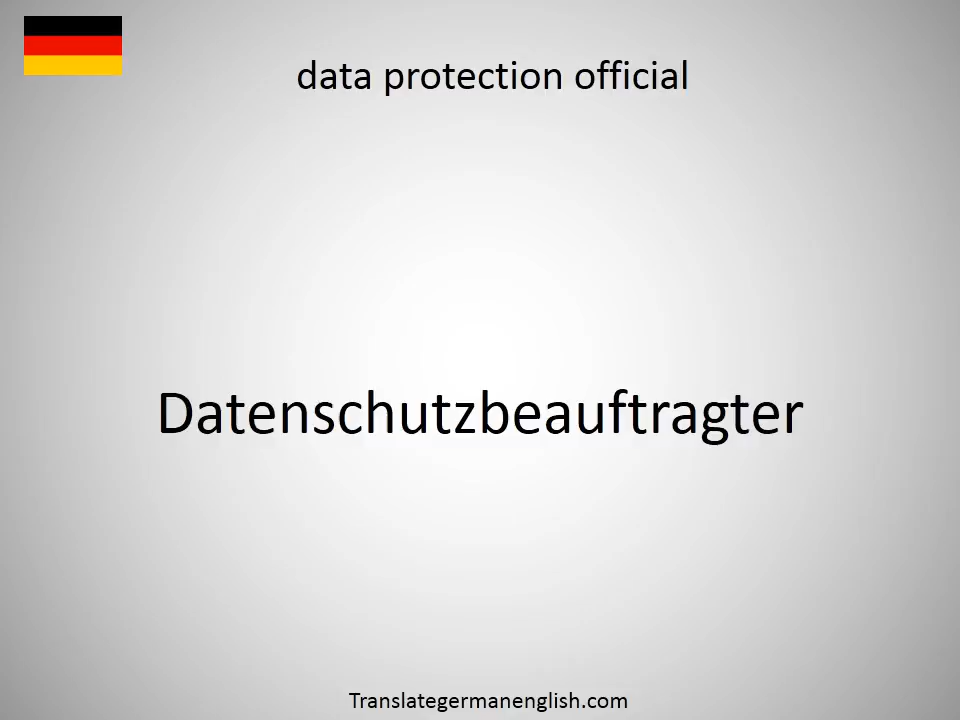 data protection official
Datenschutzbeauftragter
Translategermanenglish.com